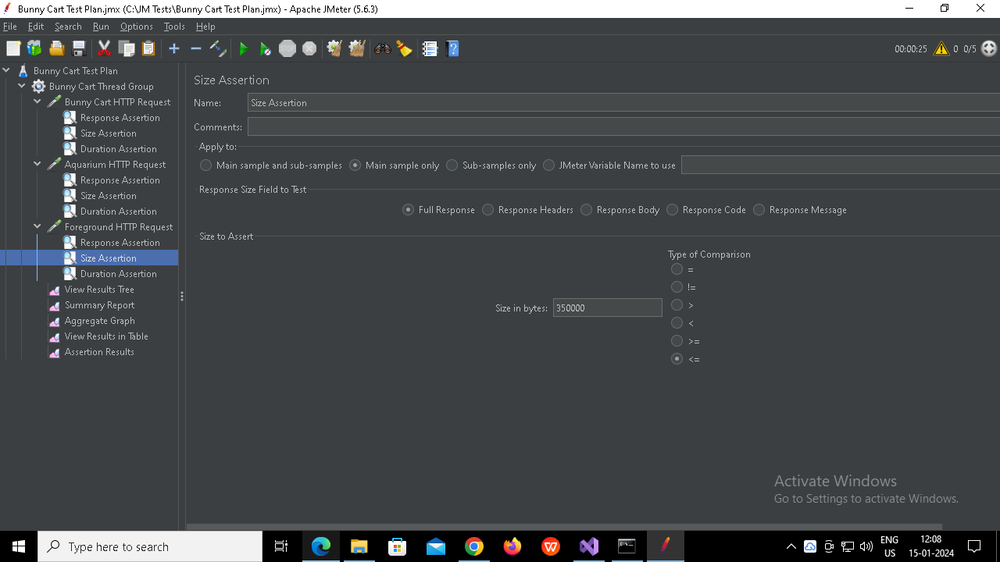 Bunny Cart Test Plan.jmx (C:\JM Tests\Bunny Cart Test Plan.jmx) - Apache JMeter (5.6.3)
File Edit Search Run Options Tools Help
STOP 00:00:25 0 0/5
Bunny Cart Test Plan
Bunny Cart Thread Group
Bunny Cart HTTP Request
Response Assertion
Size Assertion
Duration Assertion
Aquarium HTTP Request
Response Assertion
Size Assertion
Duration Assertion
Foreground HTTP Request
Response Assertion
Size Assertion
Duration Assertion
View Results Tree
Summary Report
Aggregate Graph
View Results in Table
Assertion Results
Size Assertion
Name: Size Assertion
Comments:
Apply to:
Main sample and sub-samples Main sample only Sub-samples only JMeter Variable Name to use
Response Size Field to Test
Full Response Response Headers Response Body Response Code Response Message
Size to Assert
Type of Comparison
=
!=
>
Size in bytes: 350000
<
>=
<=
Activate Windows
Go to Settings to activate Windows.
Type here to search
ENG
US
12:08
15-01-2024